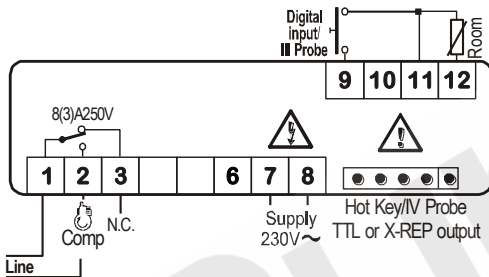 Digital
input/
III Probe
Room
9 10 11 12
8(3)A250V
1 2 3 6 7 8
Comp
N.C.
Supply
230V~
Hot Key/IV Probe
TTL or X-REP output
Line